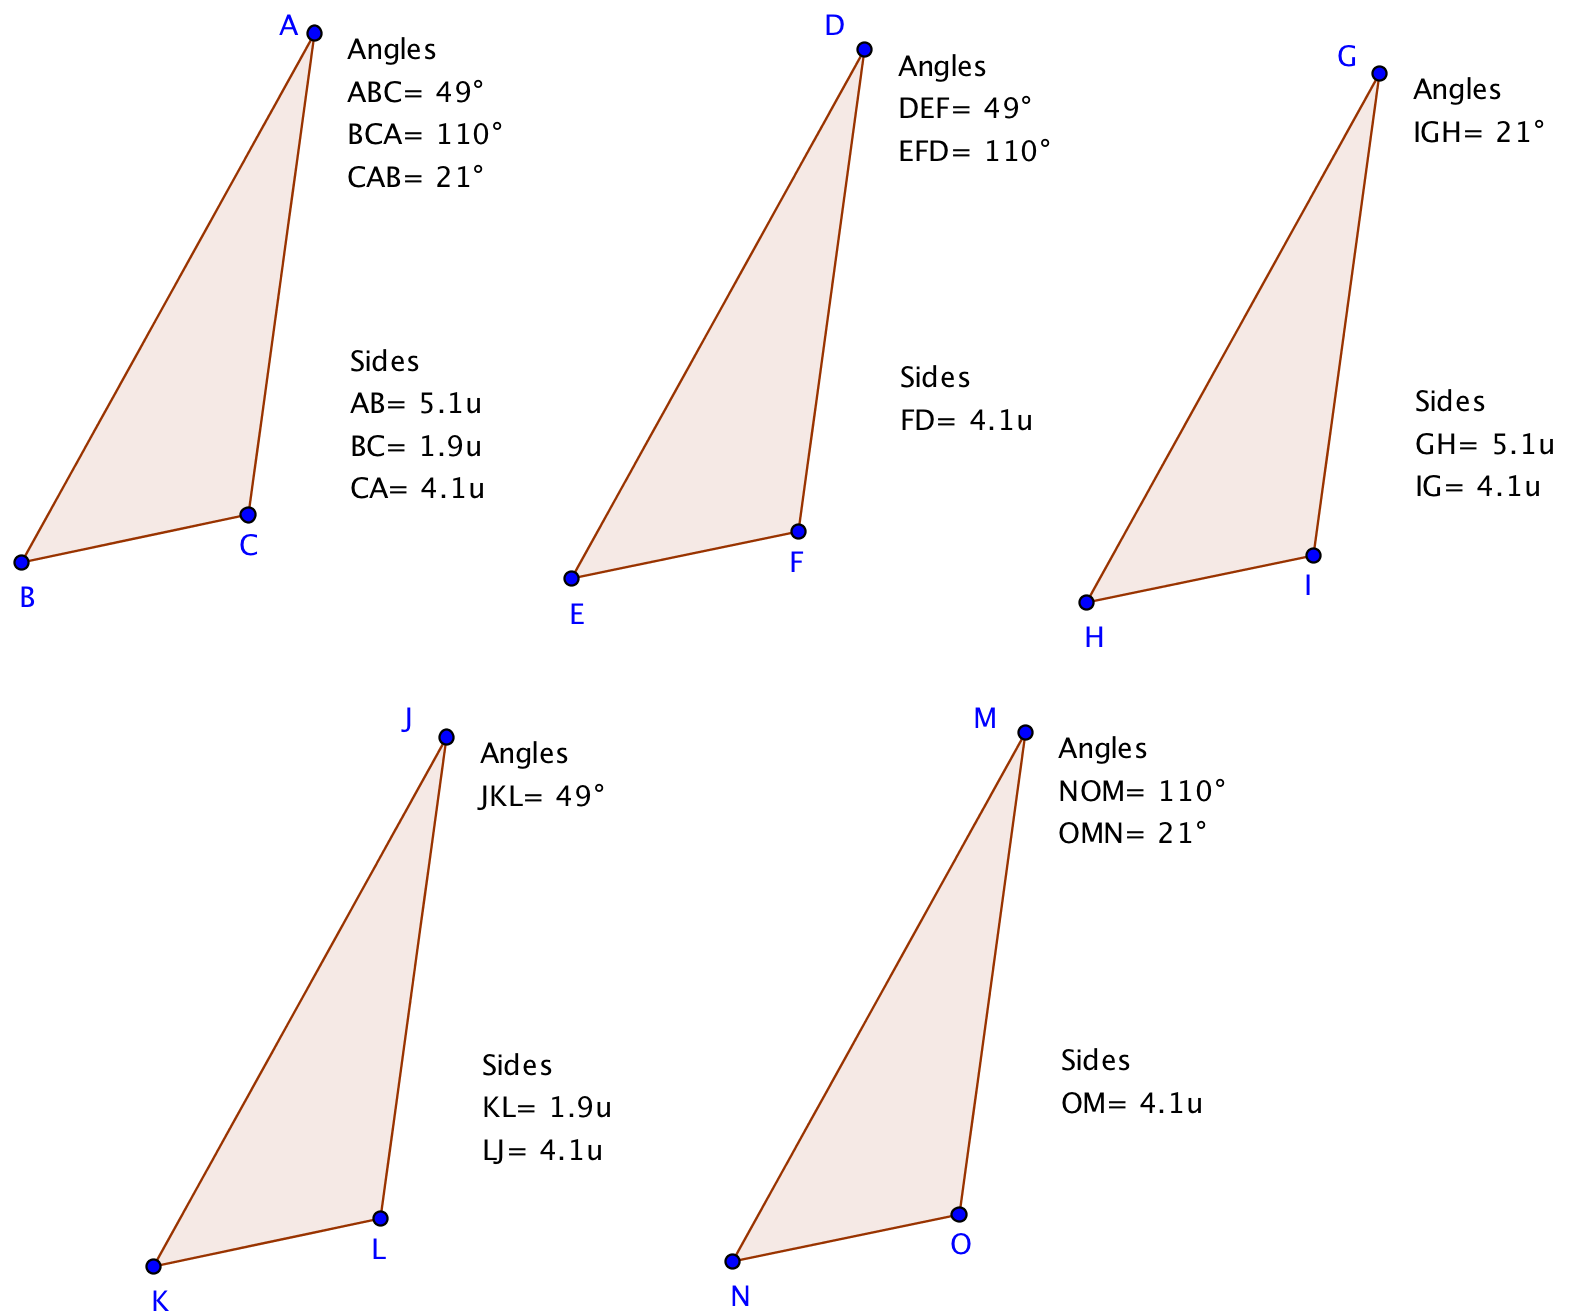 A
Angles
ABC= 49°
BCA= 110°
CAB= 21°
Sides
AB= 5.1u
BC= 1.9u
CA= 4.1u
C
B
D
Angles
DEF= 49°
EFD= 110°
Sides
FD= 4.1u
F
E
G
Angles
IGH= 21°
Sides
GH= 5.1u
IG= 4.1u
I
H
J
Angles
JKL= 49°
Sides
KL= 1.9u
LJ= 4.1u
L
K
M
Angles
NOM= 110°
OMN= 21°
Sides
OM= 4.1u
O
N